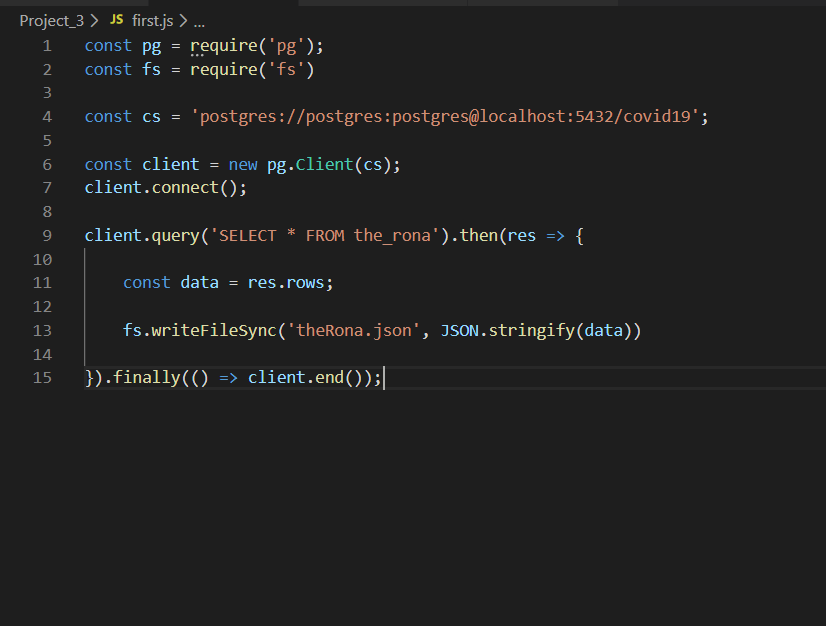 Project_3 > JS first.js > ...
1 const pg = require('pg');
2 const fs = require('fs')
3
4 const cs = 'postgres://postgres:postgres@localhost:5432/covid19';
5
6 const client = new pg.Client(cs);
7 client.connect();
8
9 client.query('SELECT * FROM the_rona').then(res => {
10
11 const data = res.rows;
12
13 fs.writeFileSync('theRona.json', JSON.stringify(data))
14
15 }).finally(() => client.end());